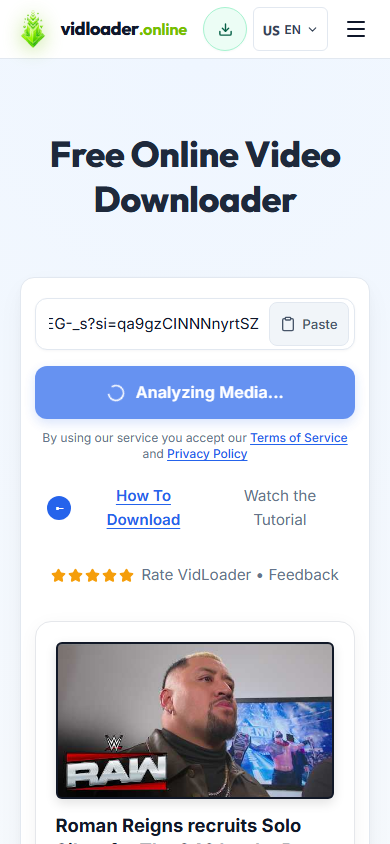 vidloader.online
US EN
Free Online Video
Downloader
EG-_s?si=qa9gzCINNNnyrtSZ
Paste
Analyzing Media...
By using our service you accept our Terms of Service
and Privacy Policy
How To
Download
Watch the
Tutorial
Rate VidLoader • Feedback
W
RAW
Roman Reigns recruits Solo